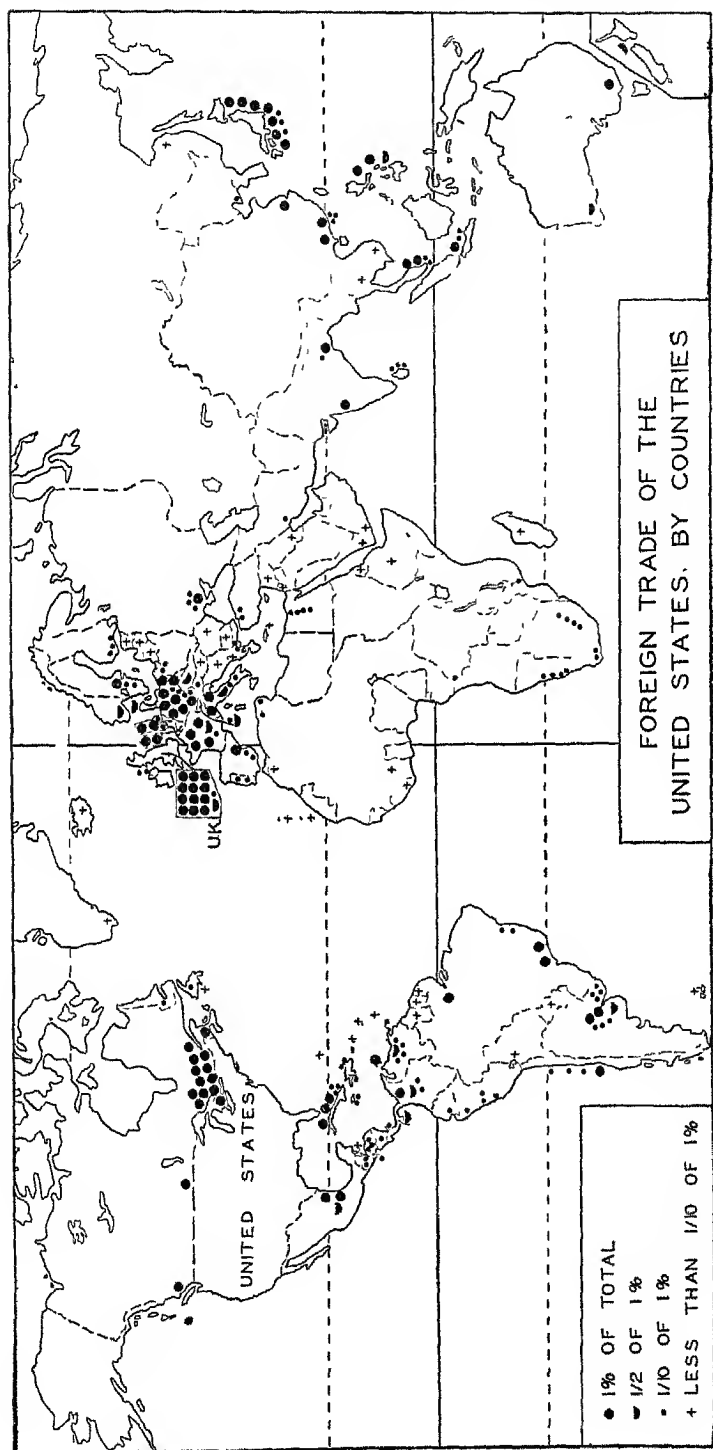 UK
UNITED STATES
● 1% OF TOTAL
◗ 1/2 OF 1%
• 1/10 OF 1%
+ LESS THAN 1/10 OF 1%
FOREIGN TRADE OF THE
UNITED STATES, BY COUNTRIES